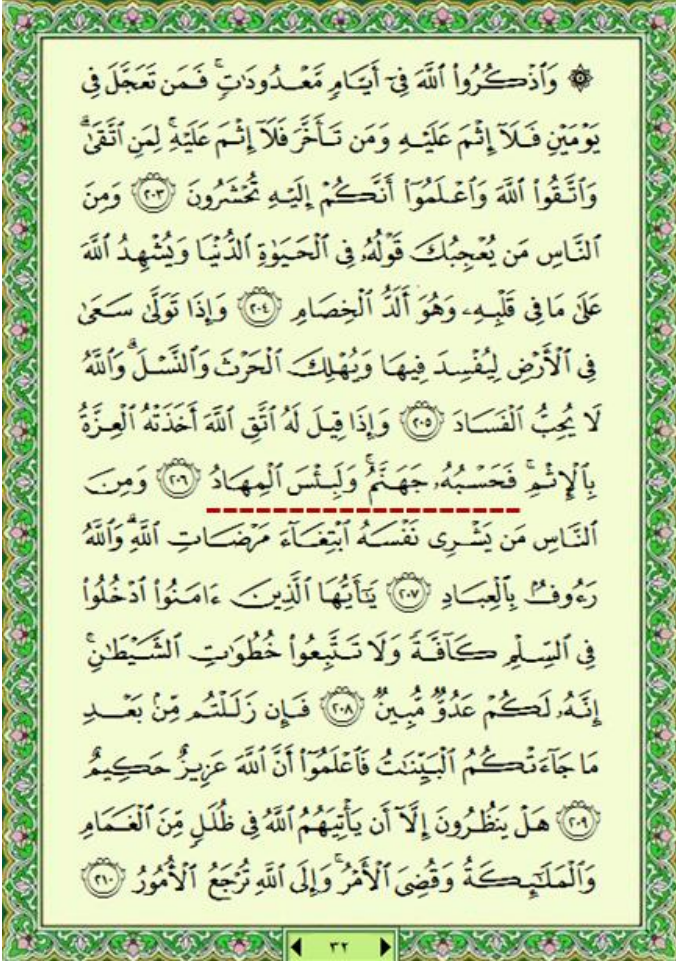 ۞ وَٱذْكُرُوا۟ ٱللَّهَ فِىٓ أَيَّامٍ مَّعْدُودَٰتٍ ۚ فَمَن تَعَجَّلَ فِى
يَوْمَيْنِ فَلَآ إِثْمَ عَلَيْهِ وَمَن تَأَخَّرَ فَلَآ إِثْمَ عَلَيْهِ ۚ لِمَنِ ٱتَّقَىٰ ۗ
وَٱتَّقُوا۟ ٱللَّهَ وَٱعْلَمُوٓا۟ أَنَّكُمْ إِلَيْهِ تُحْشَرُونَ ﴿٢٠٣﴾ وَمِنَ
ٱلنَّاسِ مَن يُعْجِبُكَ قَوْلُهُۥ فِى ٱلْحَيَوٰةِ ٱلدُّنْيَا وَيُشْهِدُ ٱللَّهَ
عَلَىٰ مَا فِى قَلْبِهِۦ وَهُوَ أَلَدُّ ٱلْخِصَامِ ﴿٢٠٤﴾ وَإِذَا تَوَلَّىٰ سَعَىٰ
فِى ٱلْأَرْضِ لِيُفْسِدَ فِيهَا وَيُهْلِكَ ٱلْحَرْثَ وَٱلنَّسْلَ ۗ وَٱللَّهُ
لَا يُحِبُّ ٱلْفَسَادَ ﴿٢٠٥﴾ وَإِذَا قِيلَ لَهُ ٱتَّقِ ٱللَّهَ أَخَذَتْهُ ٱلْعِزَّةُ
بِٱلْإِثْمِ ۚ فَحَسْبُهُۥ جَهَنَّمُ ۚ وَلَبِئْسَ ٱلْمِهَادُ ﴿٢٠٦﴾ وَمِنَ
ٱلنَّاسِ مَن يَشْرِى نَفْسَهُ ٱبْتِغَآءَ مَرْضَاتِ ٱللَّهِ ۗ وَٱللَّهُ
رَءُوفٌۢ بِٱلْعِبَادِ ﴿٢٠٧﴾ يَٰٓأَيُّهَا ٱلَّذِينَ ءَامَنُوا۟ ٱدْخُلُوا۟
فِى ٱلسِّلْمِ كَآفَّةً وَلَا تَتَّبِعُوا۟ خُطُوَٰتِ ٱلشَّيْطَٰنِ ۚ
إِنَّهُۥ لَكُمْ عَدُوٌّ مُّبِينٌ ﴿٢٠٨﴾ فَإِن زَلَلْتُم مِّنۢ بَعْدِ
مَا جَآءَتْكُمُ ٱلْبَيِّنَٰتُ فَٱعْلَمُوٓا۟ أَنَّ ٱللَّهَ عَزِيزٌ حَكِيمٌ
﴿٢٠٩﴾ هَلْ يَنظُرُونَ إِلَّآ أَن يَأْتِيَهُمُ ٱللَّهُ فِى ظُلَلٍ مِّنَ ٱلْغَمَامِ
وَٱلْمَلَٰٓئِكَةُ وَقُضِىَ ٱلْأَمْرُ ۚ وَإِلَى ٱللَّهِ تُرْجَعُ ٱلْأُمُورُ ﴿٢١٠﴾
٣٢